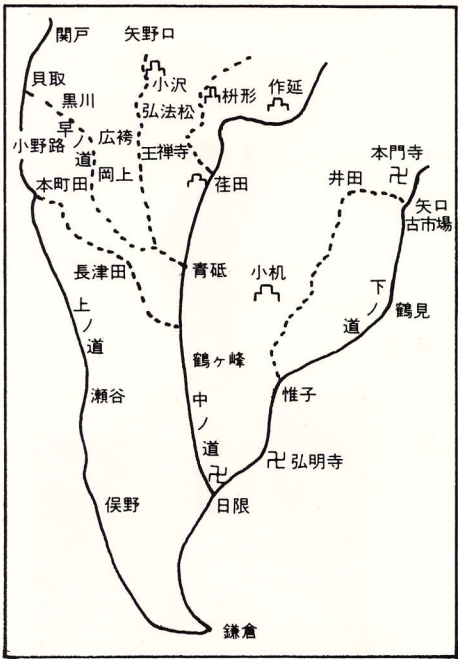 関戸
矢野口
貝取
黒川
小沢
弘法松
枡形
作延
早ノ道
広袴
小野路
王禅寺
岡上
本町田
荏田
本門寺
井田
矢口
古市場
長津田
青砥
小机
下ノ道
鶴見
上ノ道
鶴ヶ峰
瀬谷
中ノ道
惟子
弘明寺
俣野
日限
鎌倉